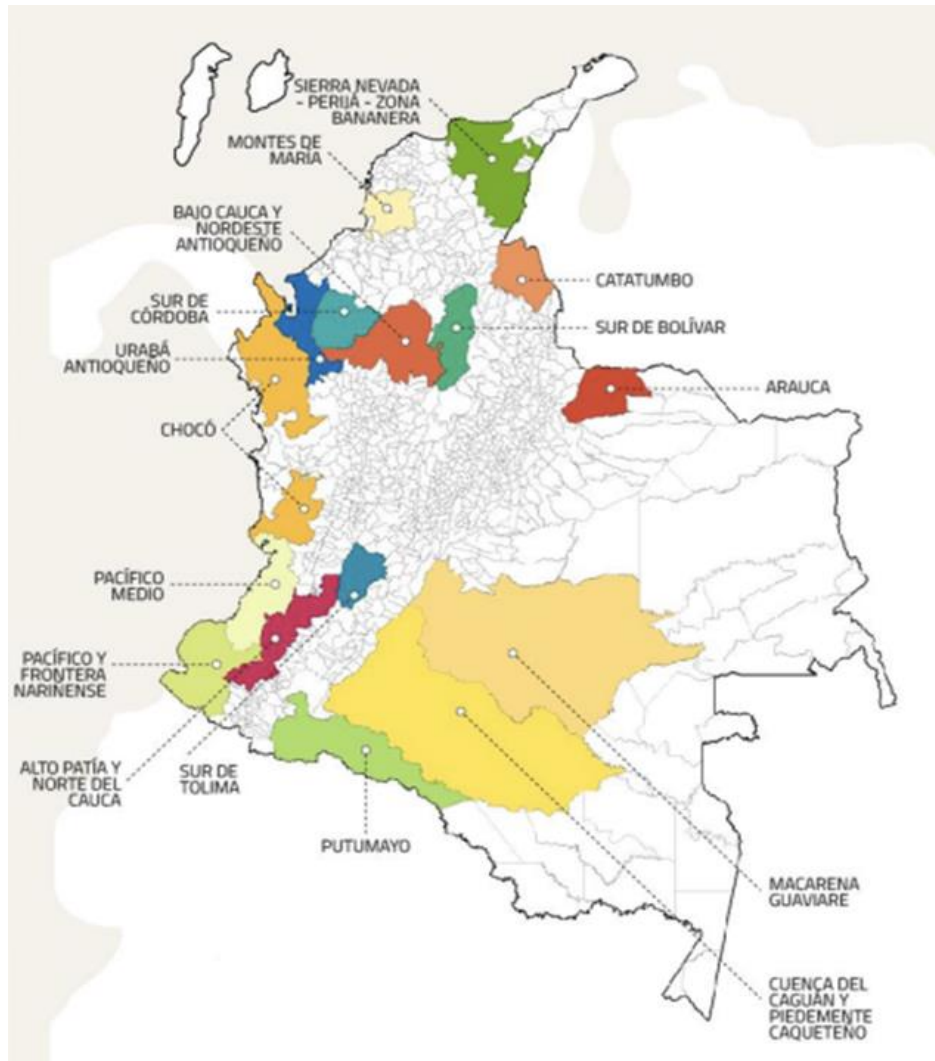 SIERRA NEVADA
- PERIJÁ - ZONA
BANANERA
MONTES DE
MARÍA
BAJO CAUCA Y
NORDESTE
ANTIOQUEÑO
CATATUMBO
SUR DE
CÓRDOBA
SUR DE BOLÍVAR
URABÁ
ANTIOQUEÑO
ARAUCA
CHOCÓ
PACÍFICO
MEDIO
PACÍFICO Y
FRONTERA
NARIÑENSE
ALTO PATÍA Y
NORTE DEL
CAUCA
SUR DE
TOLIMA
PUTUMAYO
MACARENA
GUAVIARE
CUENCA DEL
CAGUÁN Y
PIEDEMENTE
CAQUETEÑO